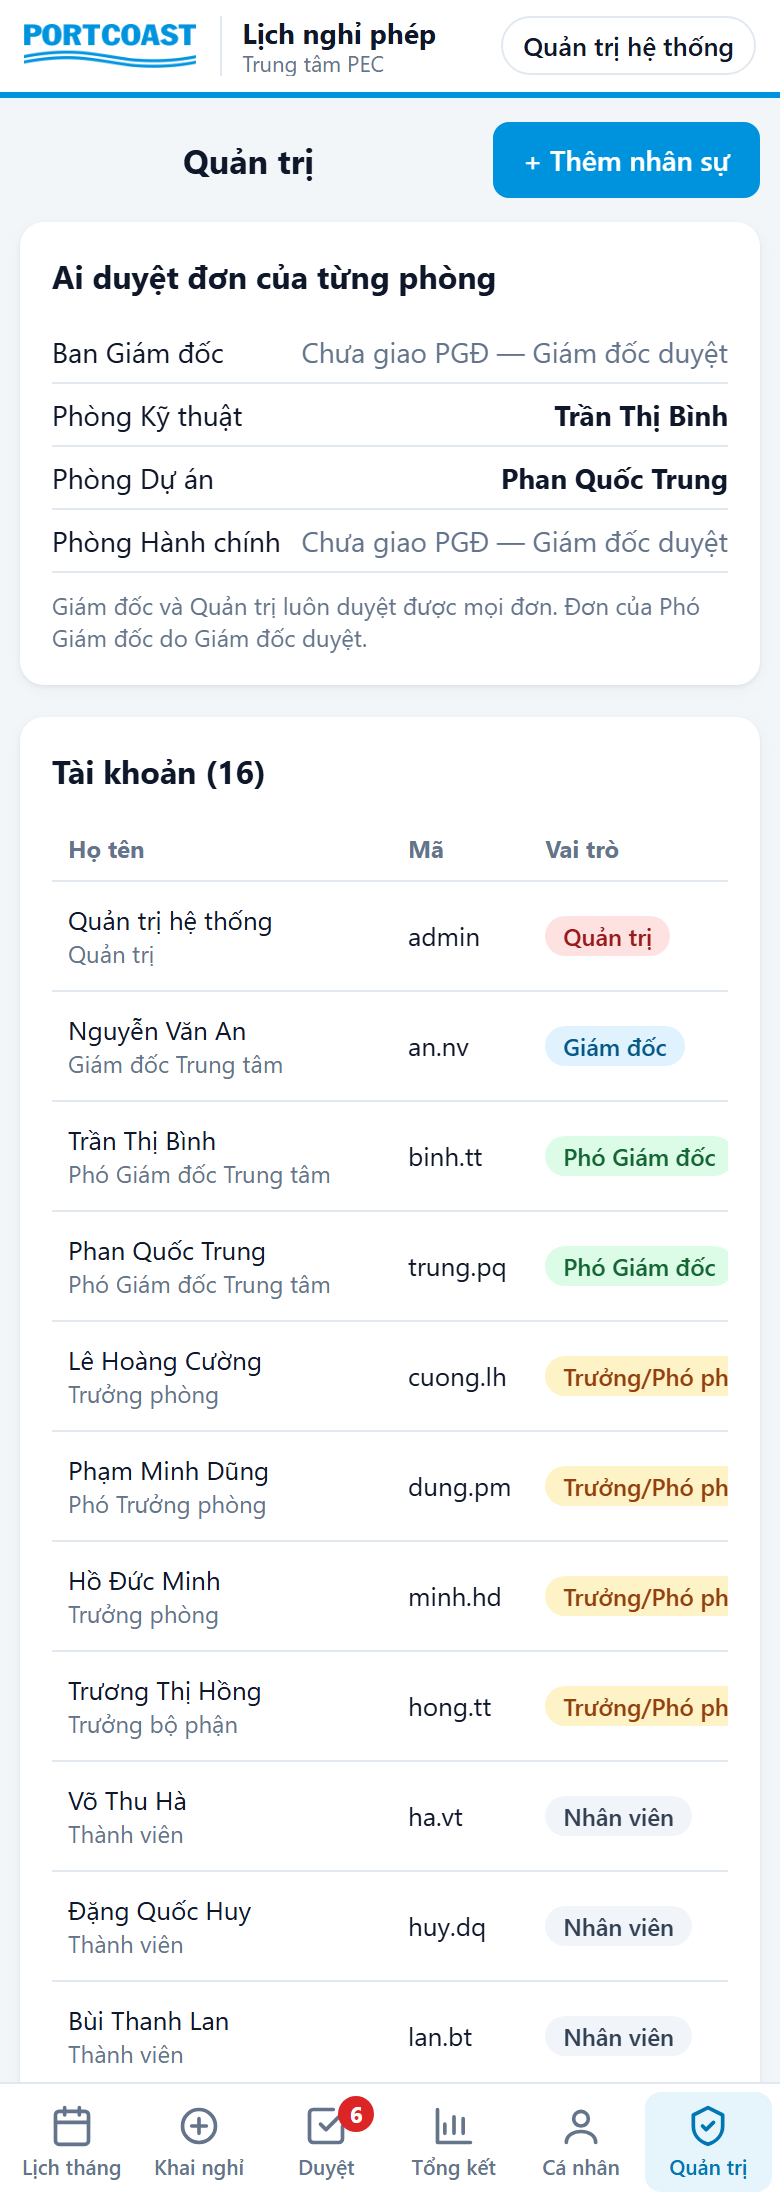 PORTCOAST
Lịch nghỉ phép
Trung tâm PEC
Quản trị hệ thống
Quản trị
+ Thêm nhân sự
Ai duyệt đơn của từng phòng
Ban Giám đốc Chưa giao PGĐ — Giám đốc duyệt
Phòng Kỹ thuật Trần Thị Bình
Phòng Dự án Phan Quốc Trung
Phòng Hành chính Chưa giao PGĐ — Giám đốc duyệt
Giám đốc và Quản trị luôn duyệt được mọi đơn. Đơn của Phó
Giám đốc do Giám đốc duyệt.
Tài khoản (16)
Họ tên Mã Vai trò
Quản trị hệ thống
Quản trị
admin
Quản trị
Nguyễn Văn An
Giám đốc Trung tâm
an.nv
Giám đốc
Trần Thị Bình
Phó Giám đốc Trung tâm
binh.tt
Phó Giám đốc
Phan Quốc Trung
Phó Giám đốc Trung tâm
trung.pq
Phó Giám đốc
Lê Hoàng Cường
Trưởng phòng
cuong.lh
Trưởng/Phó ph
Phạm Minh Dũng
Phó Trưởng phòng
dung.pm
Trưởng/Phó ph
Hồ Đức Minh
Trưởng phòng
minh.hd
Trưởng/Phó ph
Trương Thị Hồng
Trưởng bộ phận
hong.tt
Trưởng/Phó ph
Võ Thu Hà
Thành viên
ha.vt
Nhân viên
Đặng Quốc Huy
Thành viên
huy.dq
Nhân viên
Bùi Thanh Lan
Thành viên
lan.bt
Nhân viên
6
Lịch tháng Khai nghỉ Duyệt Tổng kết Cá nhân Quản trị